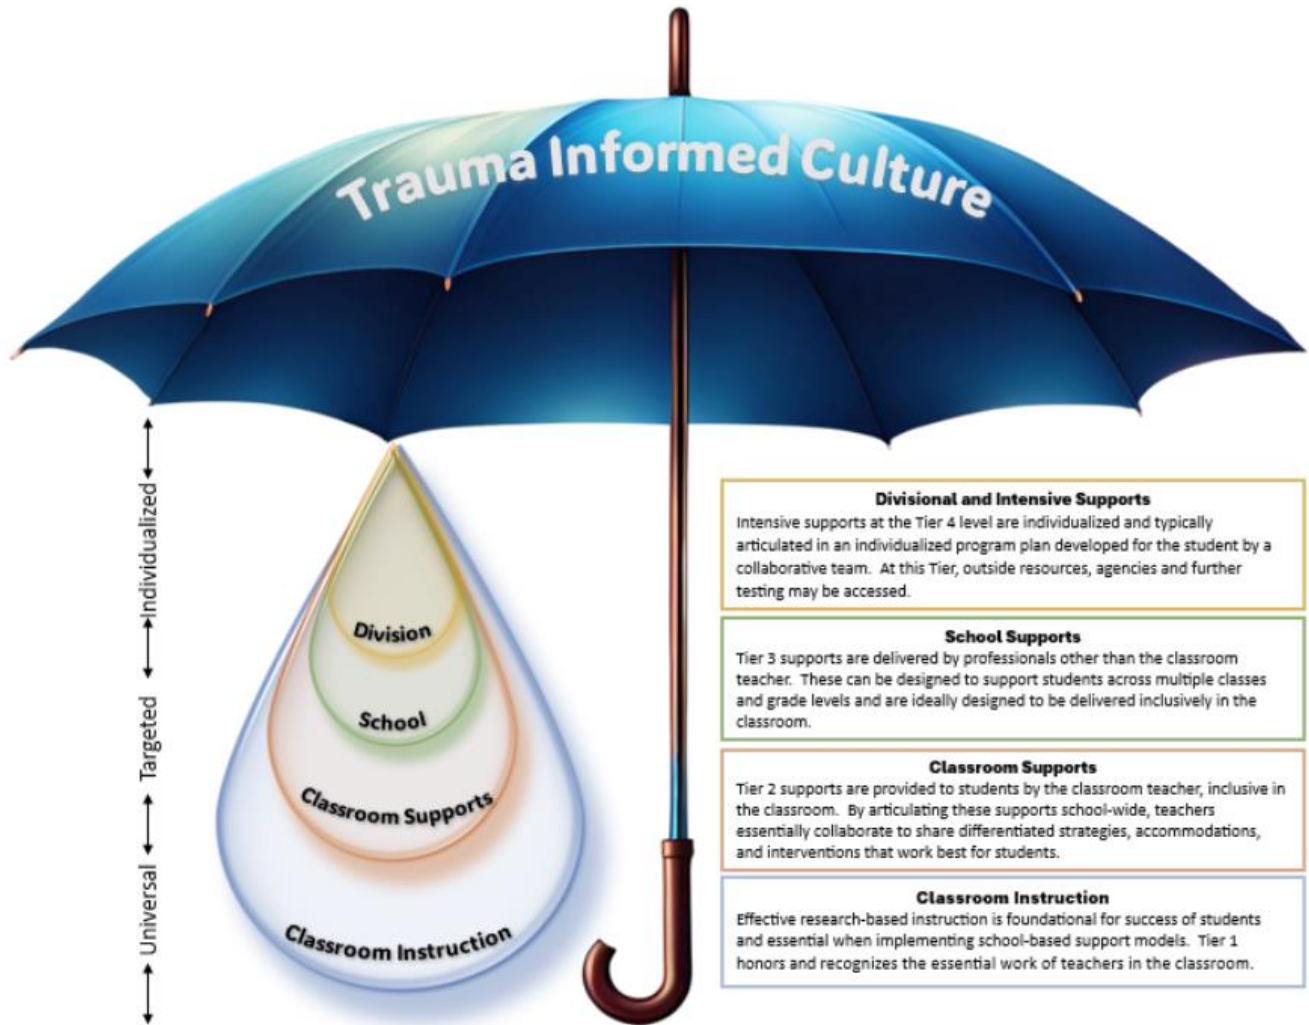 Trauma Informed Culture
Individualized
Targeted
Universal
Division
School
Classroom Supports
Classroom Instruction
Divisional and Intensive Supports
Intensive supports at the Tier 4 level are individualized and typically
articulated in an individualized program plan developed for the student by a
collaborative team. At this Tier, outside resources, agencies and further
testing may be accessed.
School Supports
Tier 3 supports are delivered by professionals other than the classroom
teacher. These can be designed to support students across multiple classes
and grade levels and are ideally designed to be delivered inclusively in the
classroom.
Classroom Supports
Tier 2 supports are provided to students by the classroom teacher, inclusive in
the classroom. By articulating these supports school-wide, teachers
essentially collaborate to share differentiated strategies, accommodations,
and interventions that work best for students.
Classroom Instruction
Effective research-based instruction is foundational for success of students
and essential when implementing school-based support models. Tier 1
honors and recognizes the essential work of teachers in the classroom.